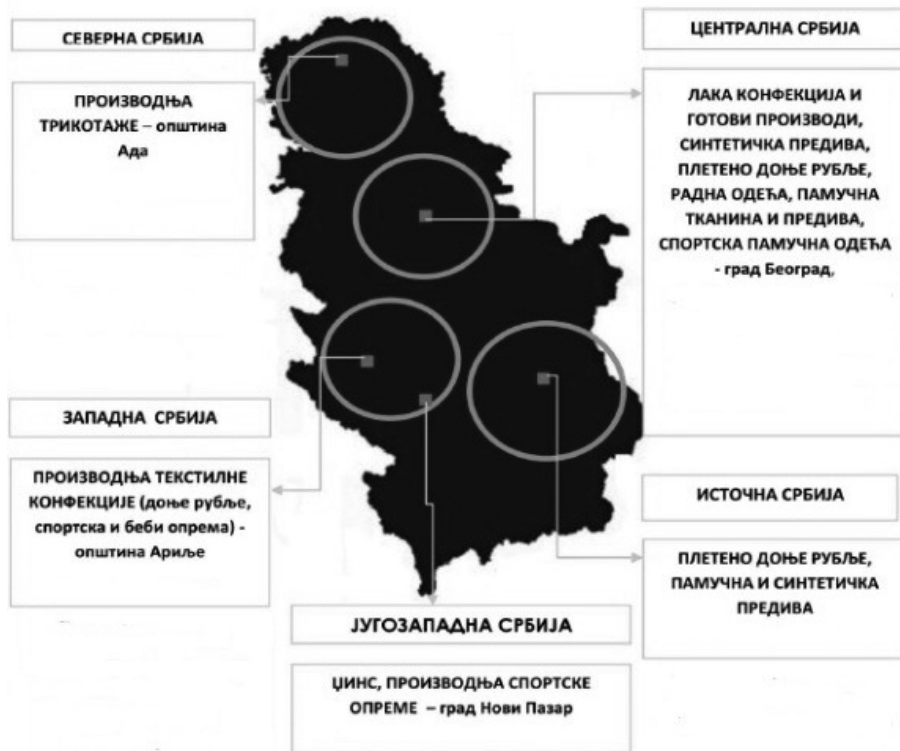 СЕВЕРНА СРБИЈА
ПРОИЗВОДЊА
ТРИКОТАЖЕ – општина
Ада
ЦЕНТРАЛНА СРБИЈА
ЛАКА КОНФЕКЦИЈА И
ГОТОВИ ПРОИЗВОДИ,
СИНТЕТИЧКА ПРЕДИВА,
ПЛЕТЕНО ДОЊЕ РУБЉЕ,
РАДНА ОДЕЋА, ПАМУЧНА
ТКАНИНА И ПРЕДИВА,
СПОРТСКА ПАМУЧНА ОДЕЋА
- град Београд,
ЗАПАДНА СРБИЈА
ПРОИЗВОДЊА ТЕКСТИЛНЕ
КОНФЕКЦИЈЕ (доње рубље,
спортска и беби опрема) -
општина Ариље
ИСТОЧНА СРБИЈА
ПЛЕТЕНО ДОЊЕ РУБЉЕ,
ПАМУЧНА И СИНТЕТИЧКА
ПРЕДИВА
ЈУГОЗАПАДНА СРБИЈА
ЏИНС, ПРОИЗВОДЊА СПОРТСКЕ
ОПРЕМЕ – град Нови Пазар